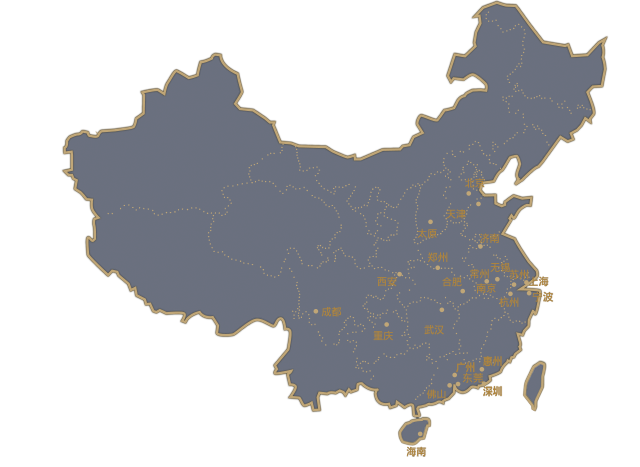 北京
天津
太原
济南
郑州
西安
常州
无锡
苏州
上海
合肥
南京
宁波
杭州
成都
重庆
武汉
惠州
广州
东莞
佛山
深圳
海南